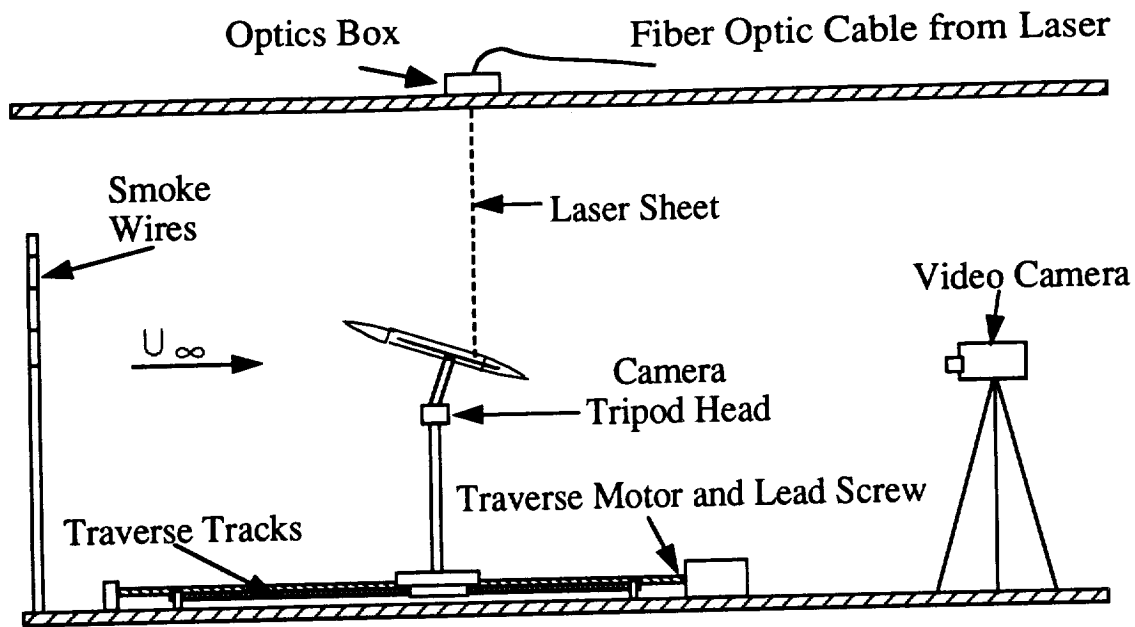 Optics Box
Fiber Optic Cable from Laser
Smoke
Wires
Laser Sheet
Video Camera
U∞
Camera
Tripod Head
Traverse Motor and Lead Screw
Traverse Tracks